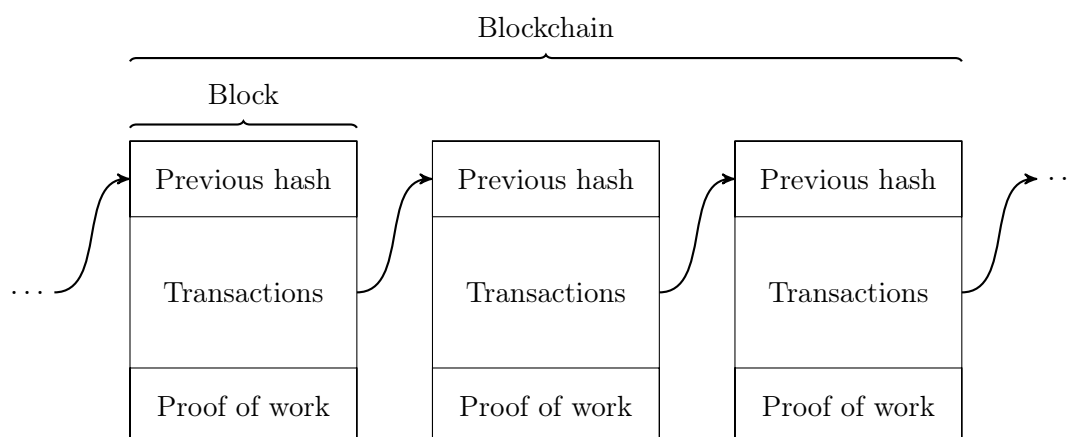 Blockchain
Block
Previous hash Previous hash Previous hash
Transactions Transactions Transactions
Proof of work Proof of work Proof of work